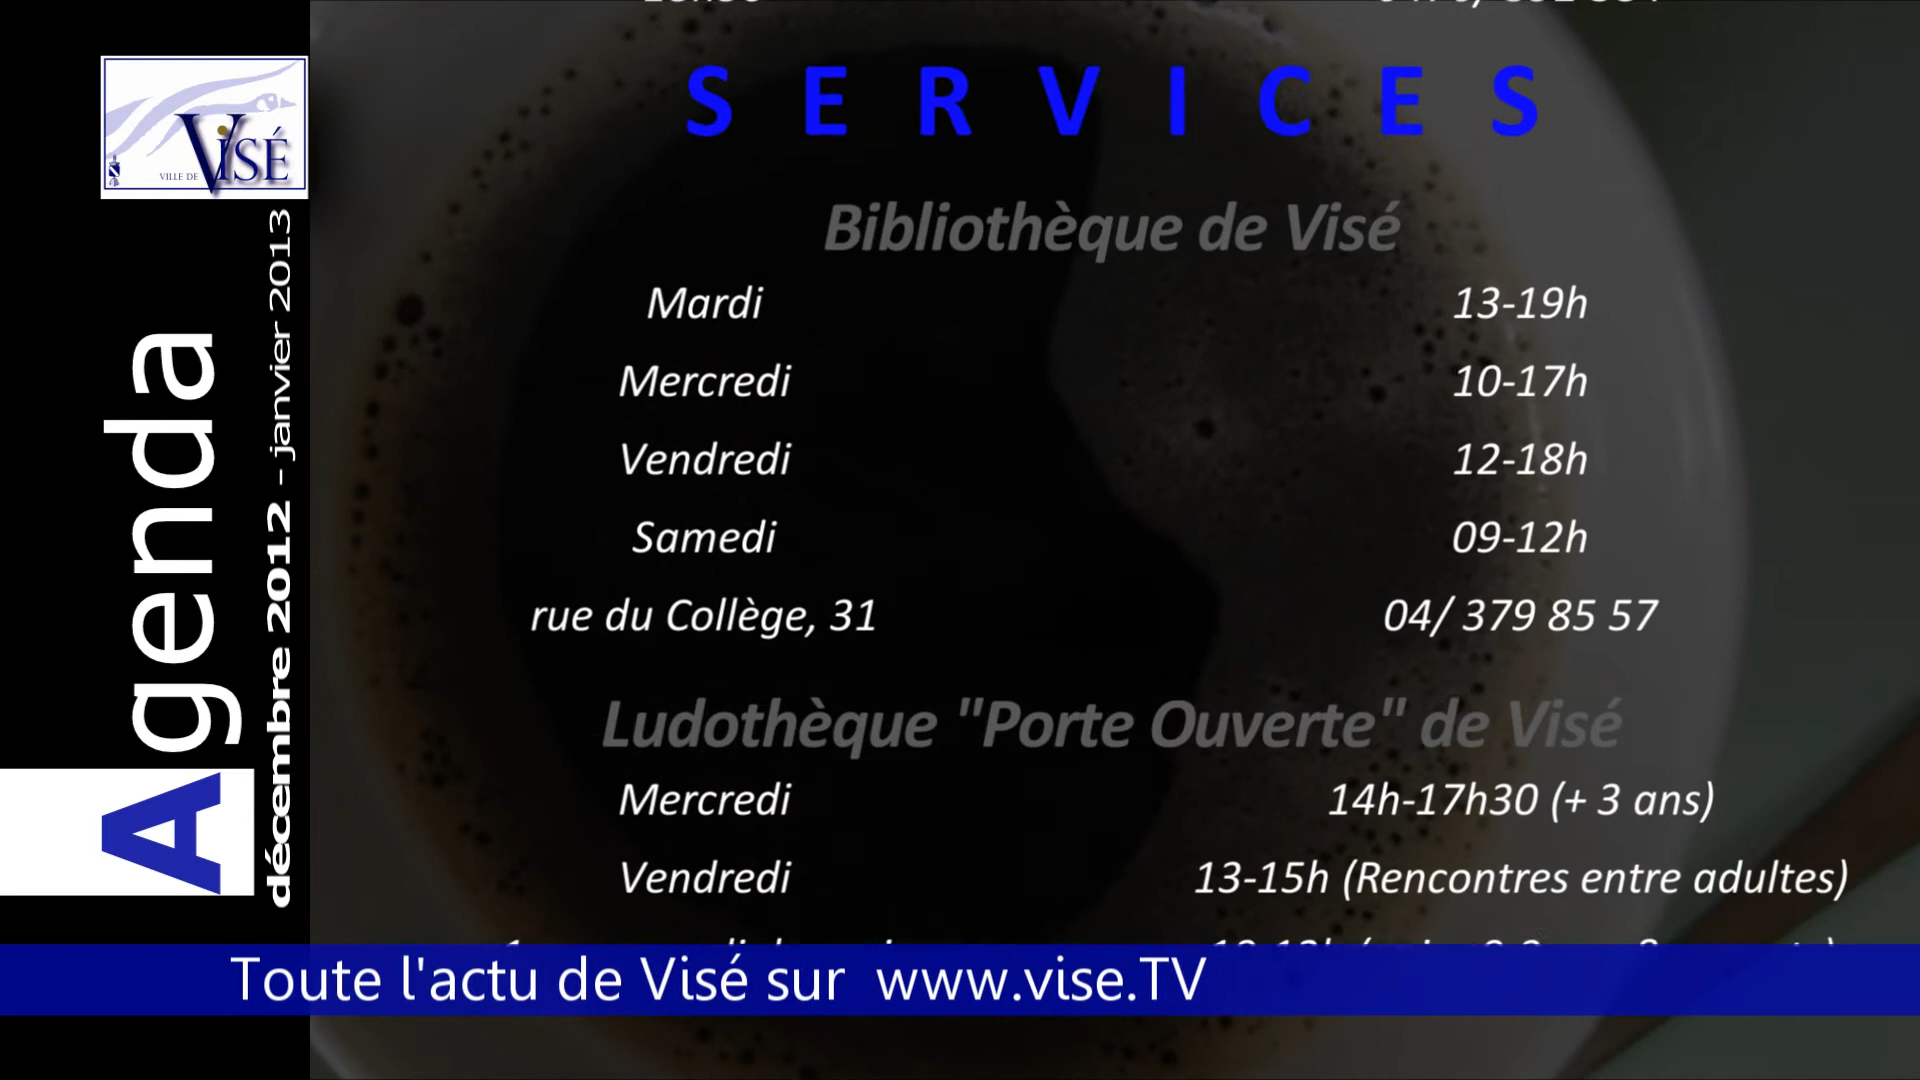 S E R V I C E S
VILLE DE VISÉ
Bibliothèque de Visé
Mardi 13-19h
Mercredi 10-17h
Vendredi 12-18h
Samedi 09-12h
rue du Collège, 31 04/ 379 85 57
Ludothèque "Porte Ouverte" de Visé
Mercredi 14h-17h30 (+ 3 ans)
Vendredi 13-15h (Rencontres entre adultes)
Agenda
décembre 2012 - janvier 2013
Toute l'actu de Visé sur www.vise.TV